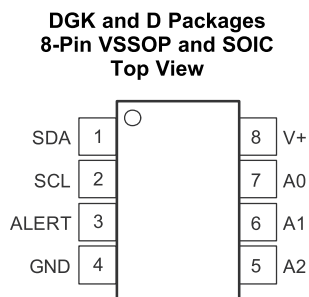 DGK and D Packages
8-Pin VSSOP and SOIC
Top View
SDA 1 8 V+
SCL 2 7 A0
ALERT 3 6 A1
GND 4 5 A2